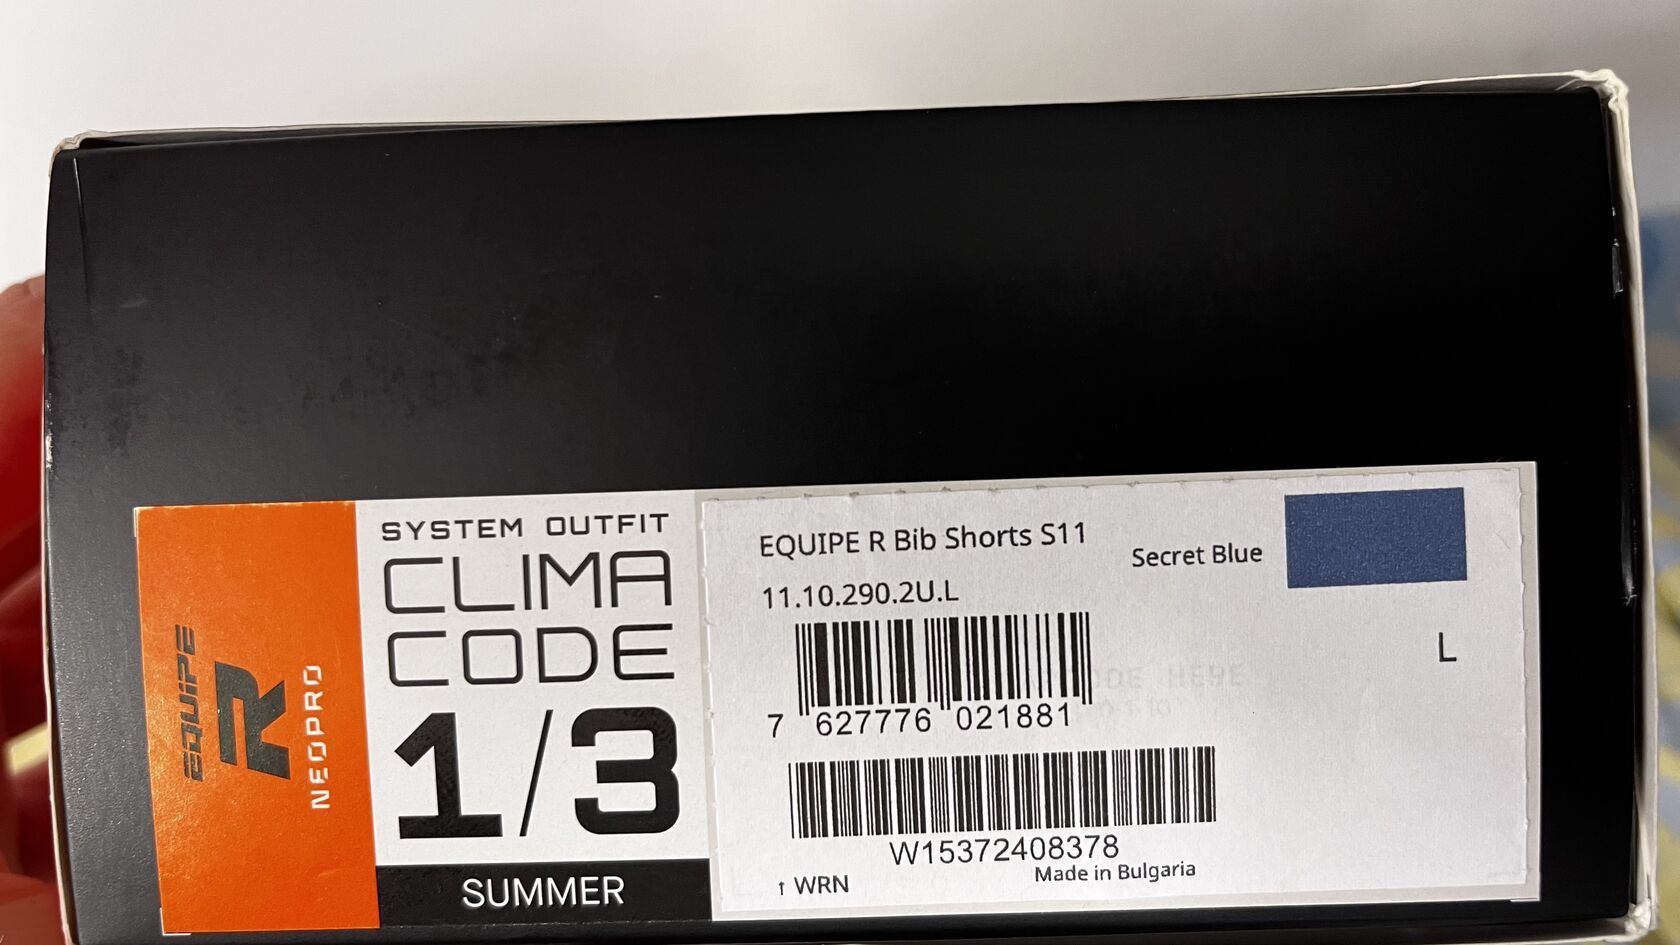 EQUIPE
R
NEOPRO
SYSTEM OUTFIT
CLIMA
CODE
1/3
SUMMER
EQUIPE R Bib Shorts S11
Secret Blue
11.10.290.2U.L
L
7 627776 021881
W15372408378
↑ WRN
Made in Bulgaria